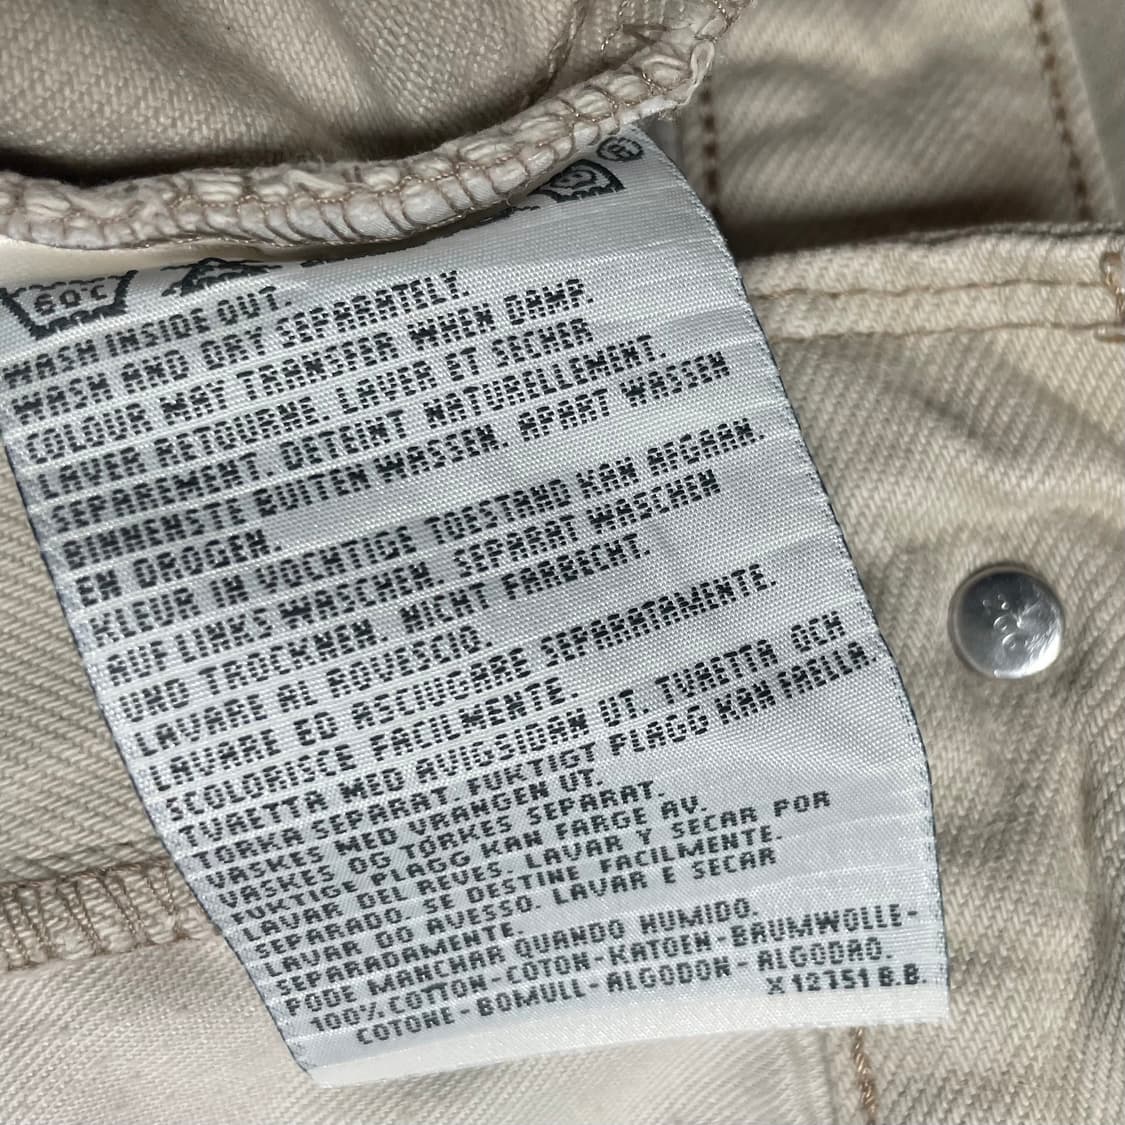 60°C
WASH INSIDE OUT.
WASH AND DRY SEPARATELY.
COLOUR MAY TRANSFER WHEN DAMP.
LAVER RETOURNE. LAVER ET SECHER
SEPAREMENT. DETEINT NATURELLEMENT.
BINNENSTE BUITEN WASSEN. APART WASSEN
EN DROGEN.
KLEUR IN VOCHTIGE TOESTAND KAN AFGAAN.
AUF LINKS WASCHEN. SEPARAT WASCHEN
UND TROCKNEN. NICHT FARBECHT.
LAVARE AL ROVESCIO.
LAVARE ED ASCIUGARE SEPARATAMENTE.
SCOLORISCE FACILMENTE.
TVAETTA MED AVIGSIDAN UT. TVAETTA OCH
TORKA SEPARAT. FUKTIGT PLAGG KAN FAELLA.
VASKES MED VRANGEN UT.
VASKES OG TORKES SEPARAT.
FUKTIGE PLAGG KAN FARGE AV.
LAVAR DEL REVES. LAVAR Y SECAR POR
SEPARADO. SE DESTINE FACILMENTE.
LAVAR DO AVESSO. LAVAR E SECAR
SEPARADAMENTE.
PODE MANCHAR QUANDO HUMIDO.
100% COTTON-COTON-KATOEN-BAUMWOLLE-
COTONE-BOMULL-ALGODON-ALGODAO.
X 12751 B.B.
501